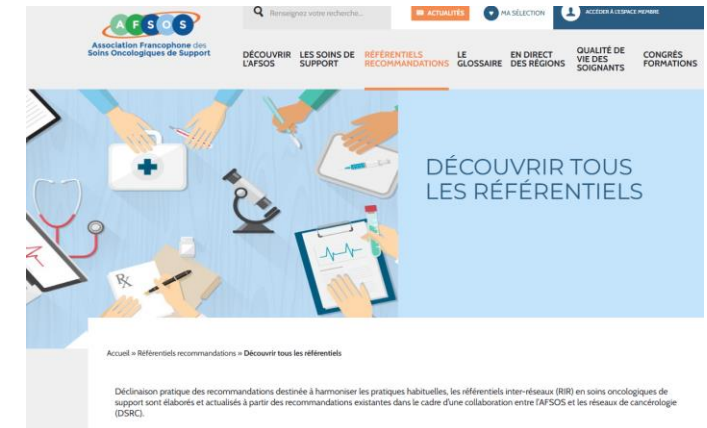 AFSOS
Association Francophone des
Soins Oncologiques de Support
Renseignez votre recherche...
ACTUALITÉS
MA SÉLECTION
ACCÉDER À L'ESPACE MEMBRE
DÉCOUVRIR
L'AFSOS
LES SOINS DE
SUPPORT
RÉFÉRENTIELS
RECOMMANDATIONS
LE
GLOSSAIRE
EN DIRECT
DES RÉGIONS
QUALITÉ DE
VIE DES
SOIGNANTS
CONGRÈS
FORMATIONS
DÉCOUVRIR TOUS
LES RÉFÉRENTIELS
Rx
Accueil » Référentiels recommandations » Découvrir tous les référentiels
Déclinaison pratique des recommandations destinée à harmoniser les pratiques habituelles, les référentiels inter-réseaux (RIR) en soins oncologiques de
support sont élaborés et actualisés à partir des recommandations existantes dans le cadre d'une collaboration entre l'AFSOS et les réseaux de cancérologie
(DSRC).